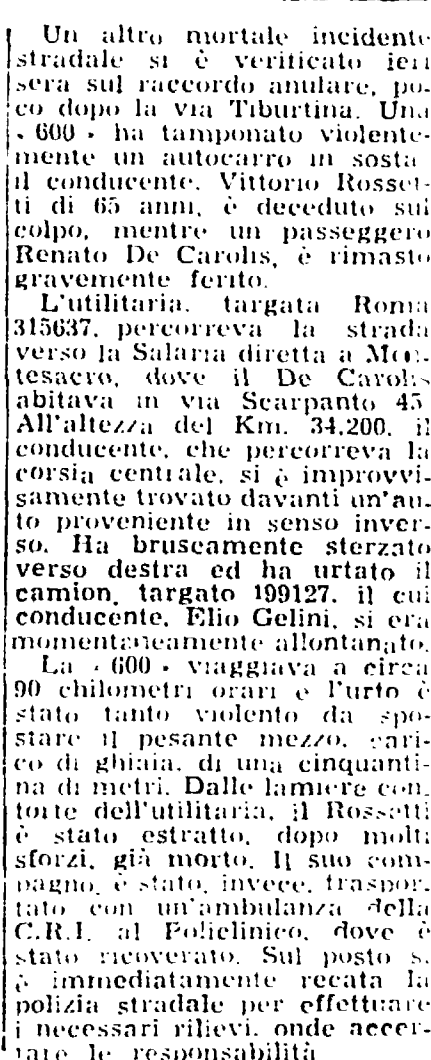 Un altro mortale incidente
stradale si è verificato ieri
sera sul raccordo anulare, po-
co dopo la via Tiburtina. Una
« 600 » ha tamponato violente-
mente un autocarro in sosta
il conducente, Vittorio Rosset-
ti di 65 anni, è deceduto sul
colpo, mentre un passeggero
Renato De Carolis, è rimasto
gravemente ferito.
L'utilitaria, targata Roma
315637, percorreva la strada
verso la Salaria diretta a Mon-
tesacro, dove il De Carolis
abitava in via Scarpanto 45
All'altezza del Km. 34,200, il
conducente, che percorreva la
corsia centrale, si è improvvi-
samente trovato davanti un'au-
to proveniente in senso inver-
so. Ha bruscamente sterzato
verso destra ed ha urtato il
camion, targato 199127, il cui
conducente, Elio Gelini, si era
momentaneamente allontanato.
La « 600 » viaggiava a circa
90 chilometri orari e l'urto è
stato tanto violento da spo-
stare il pesante mezzo, cari-
co di ghiaia, di una cinquanti-
na di metri. Dalle lamiere con-
torte dell'utilitaria, il Rossetti
è stato estratto, dopo molti
sforzi, già morto. Il suo com-
pagno, è stato, invece, traspor-
tato con un'ambulanza della
C.R.I. al Policlinico, dove è
stato ricoverato. Sul posto si
è immediatamente recata la
polizia stradale per effettuare
i necessari rilievi, onde accer-
tare le responsabilità